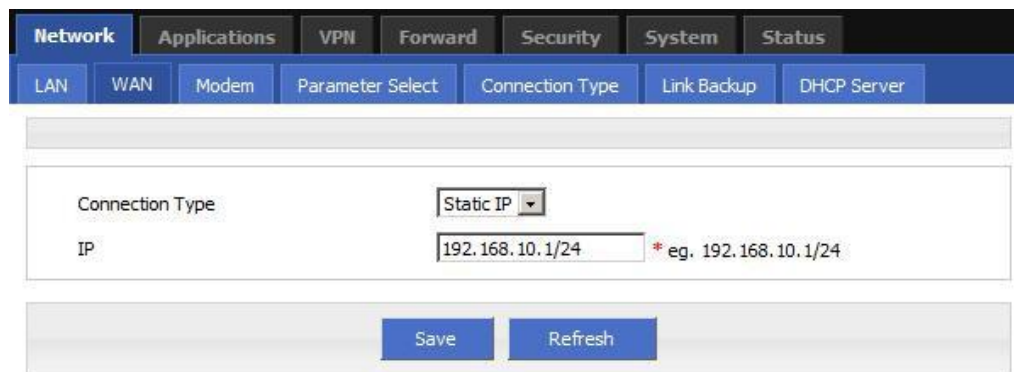 Network Applications VPN Forward Security System Status
LAN WAN Modem Parameter Select Connection Type Link Backup DHCP Server
Connection Type Static IP
IP 192.168.10.1/24 * eg. 192.168.10.1/24
Save Refresh